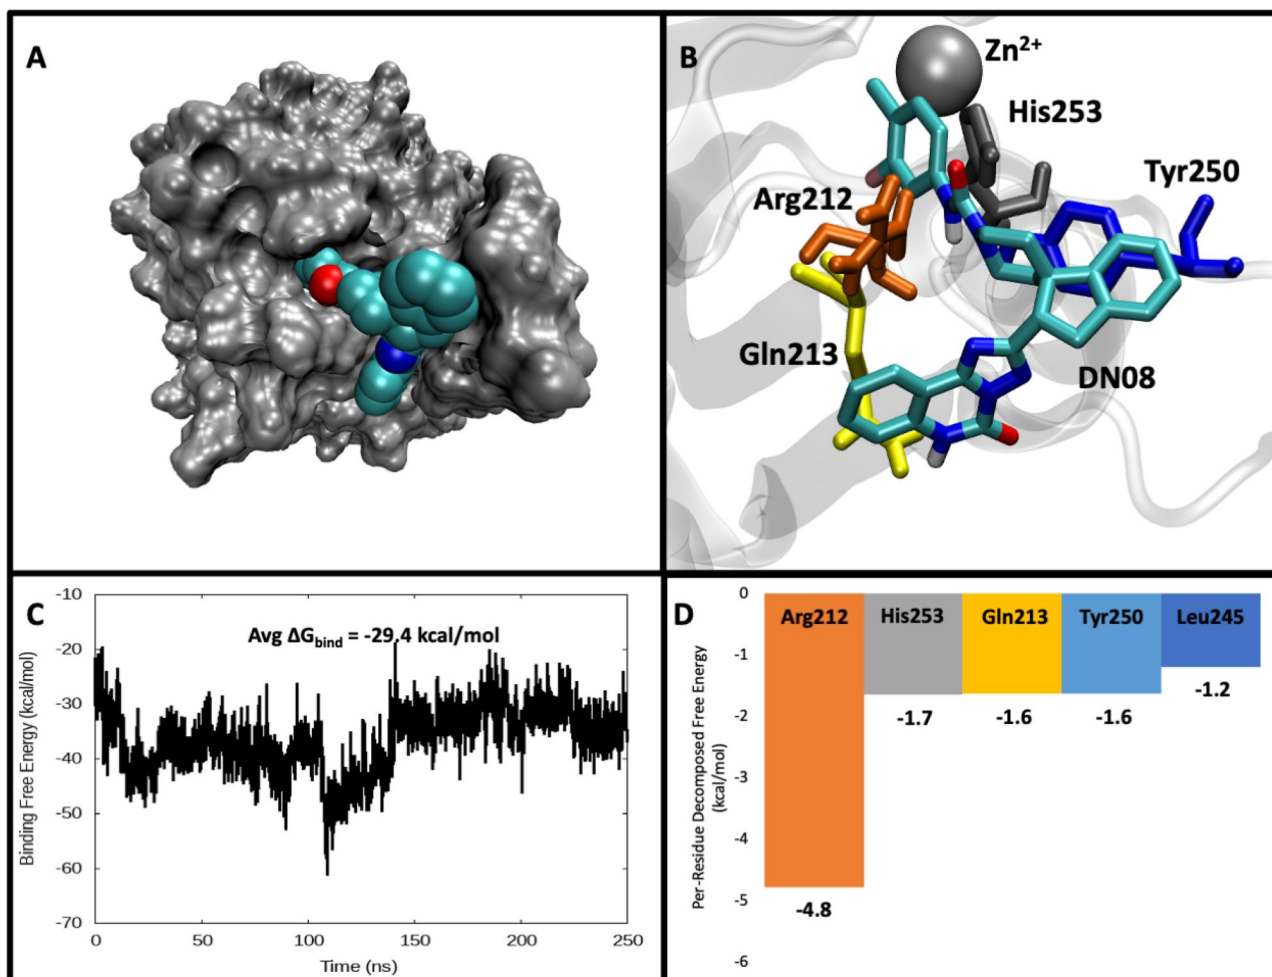 A
B
Zn2+
His253
Tyr250
Arg212
Gln213
DN08
C
Avg ΔGbind = -29.4 kcal/mol
Binding Free Energy (kcal/mol)
-10
-20
-30
-40
-50
-60
-70
0
50
100
150
200
250
Time (ns)
D
Per-Residue Decomposed Free Energy
(kcal/mol)
0
-1
-2
-3
-4
-5
-6
Arg212
His253
Gln213
Tyr250
Leu245
-4.8
-1.7
-1.6
-1.6
-1.2